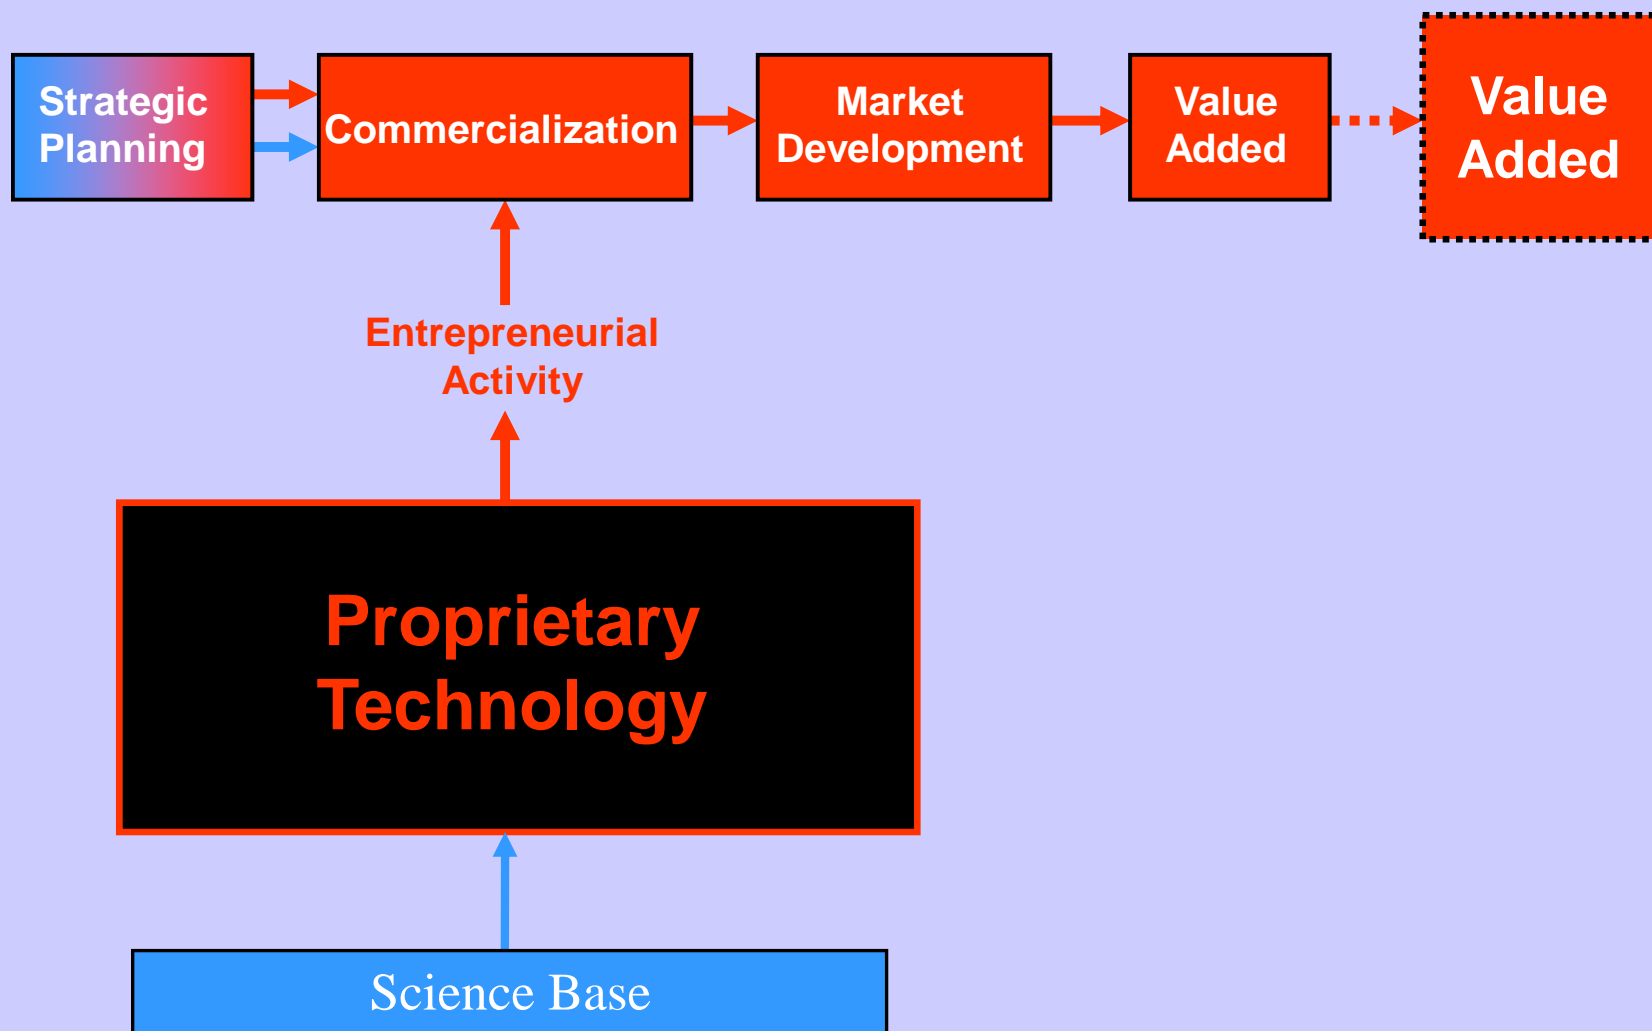 Strategic
Planning
Commercialization
Market
Development
Value
Added
Value
Added
Entrepreneurial
Activity
Proprietary
Technology
Science Base